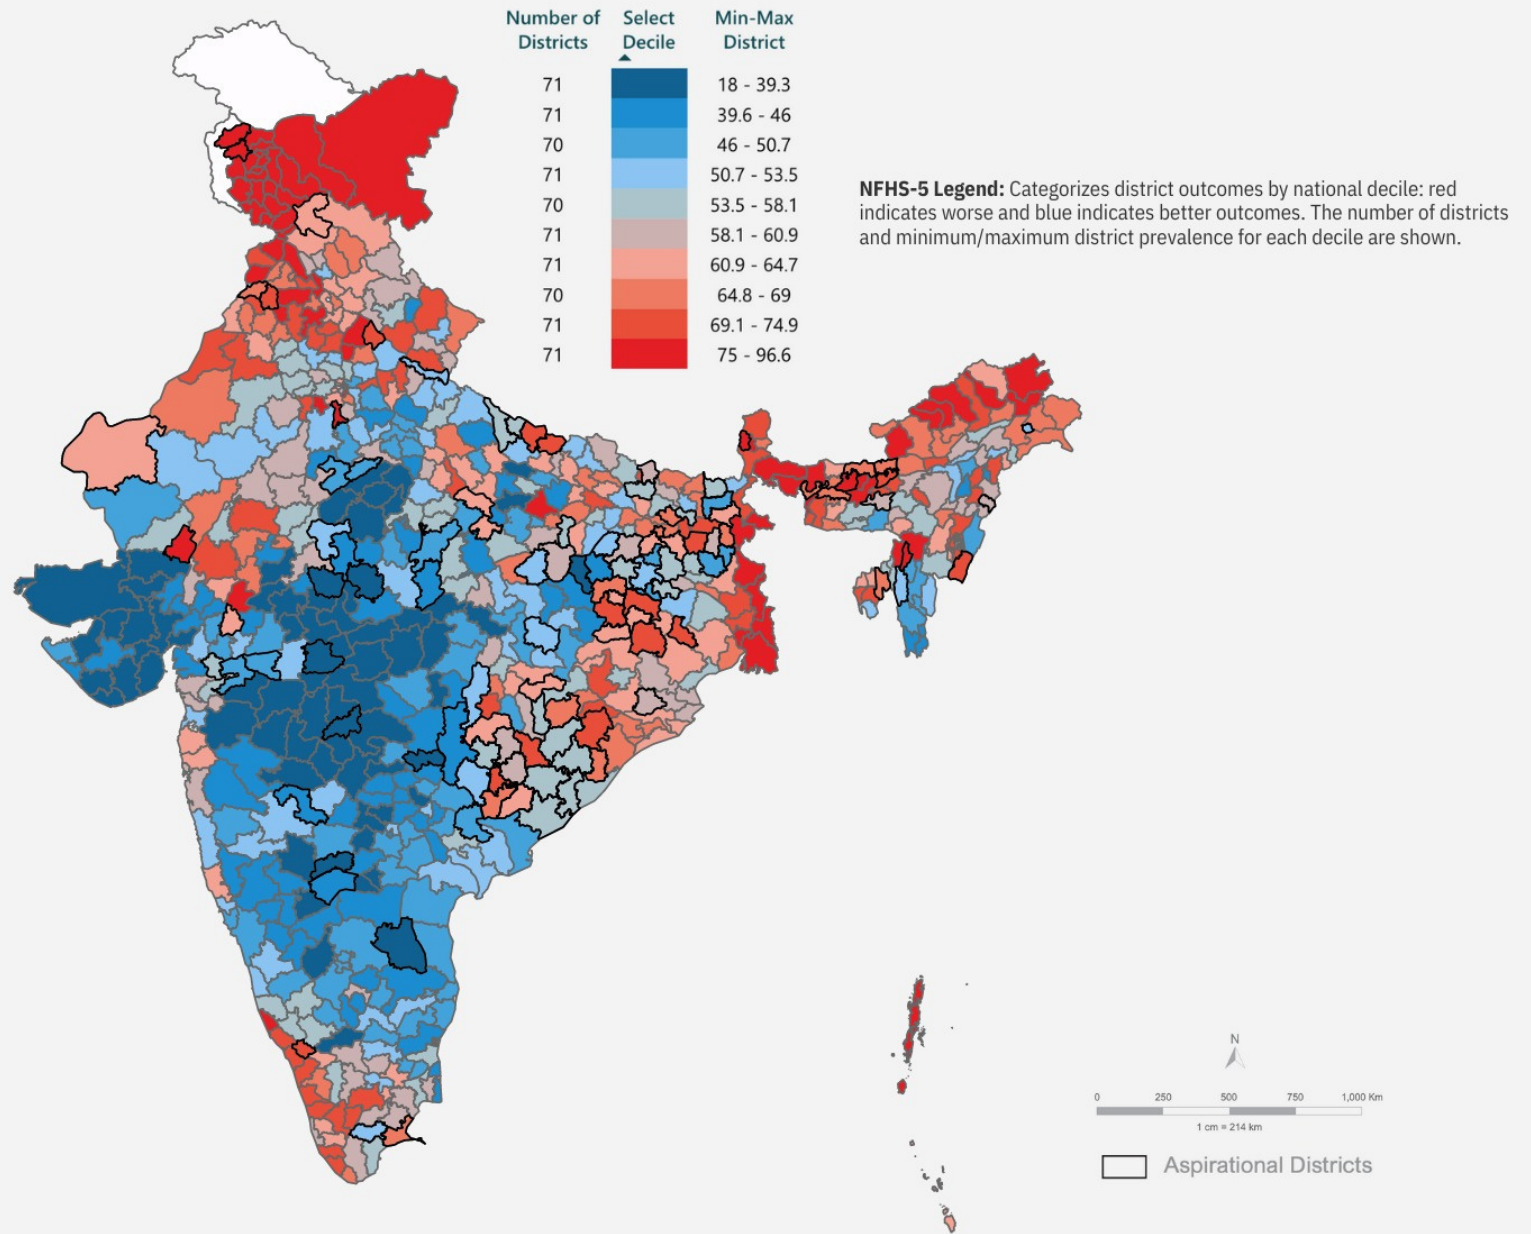 Number of Districts Select Decile Min-Max District
71 18 - 39.3
71 39.6 - 46
70 46 - 50.7
71 50.7 - 53.5
70 53.5 - 58.1
71 58.1 - 60.9
71 60.9 - 64.7
70 64.8 - 69
71 69.1 - 74.9
71 75 - 96.6
NFHS-5 Legend: Categorizes district outcomes by national decile: red
indicates worse and blue indicates better outcomes. The number of districts
and minimum/maximum district prevalence for each decile are shown.
N
0 250 500 750 1,000 Km
1 cm = 214 km
Aspirational Districts